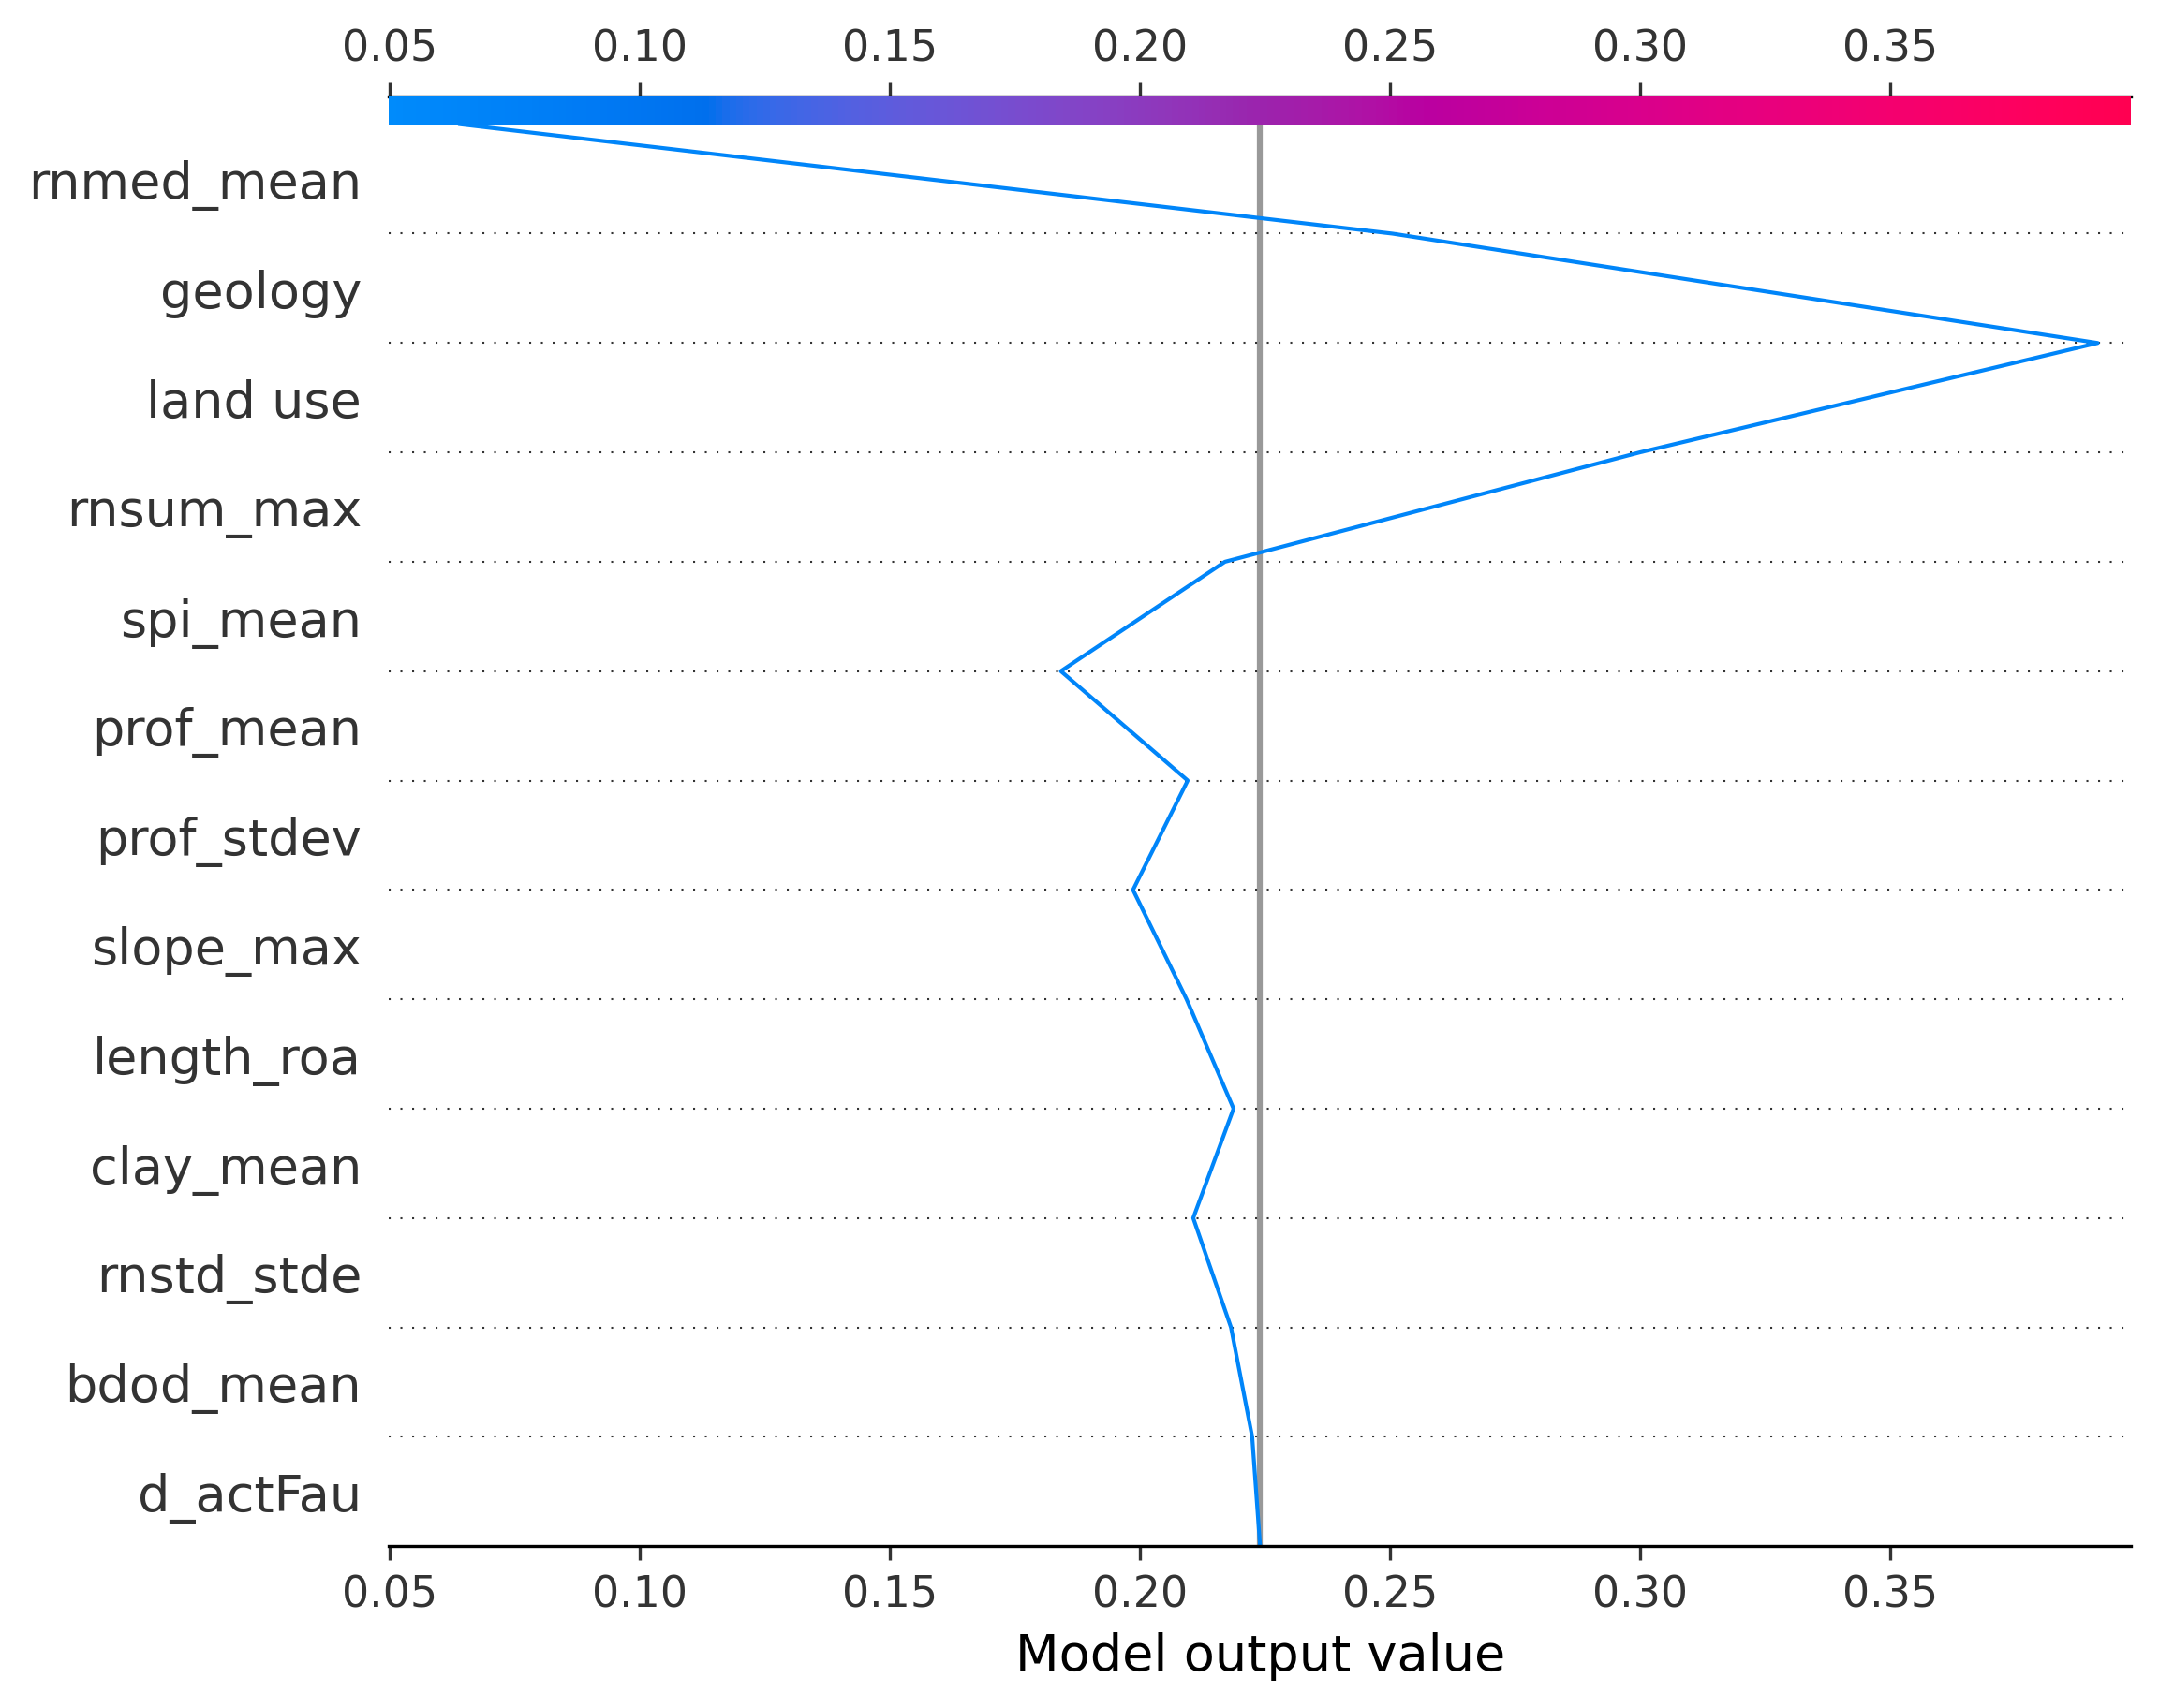 0.05 0.10 0.15 0.20 0.25 0.30 0.35
rnmed_mean
geology
land use
rnsum_max
spi_mean
prof_mean
prof_stdev
slope_max
length_roa
clay_mean
rnstd_stde
bdod_mean
d_actFau
0.05 0.10 0.15 0.20 0.25 0.30 0.35
Model output value